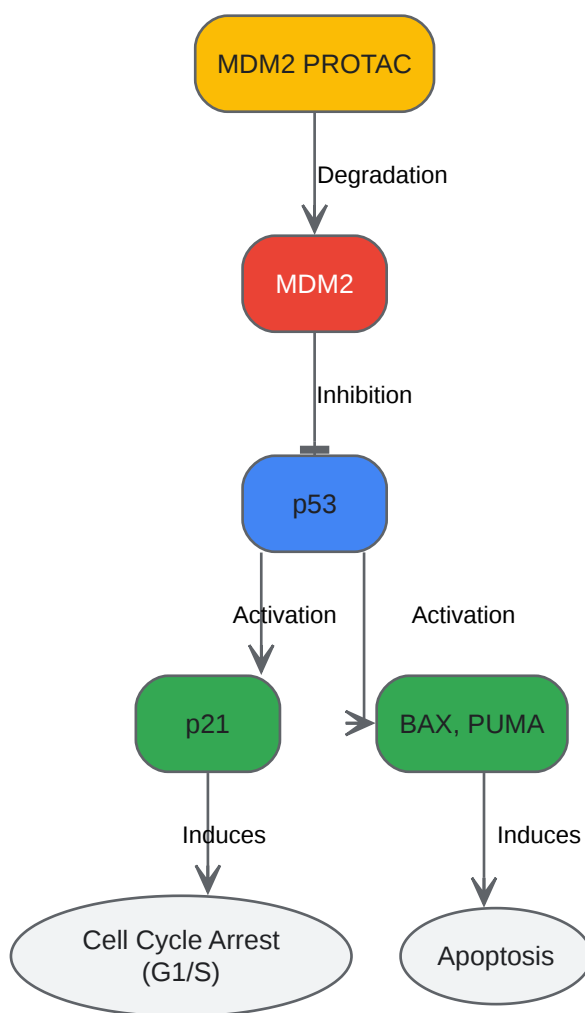 MDM2 PROTAC
Degradation
MDM2
Inhibition
p53
Activation
Activation
p21
BAX, PUMA
Induces
Induces
Cell Cycle Arrest
(G1/S)
Apoptosis